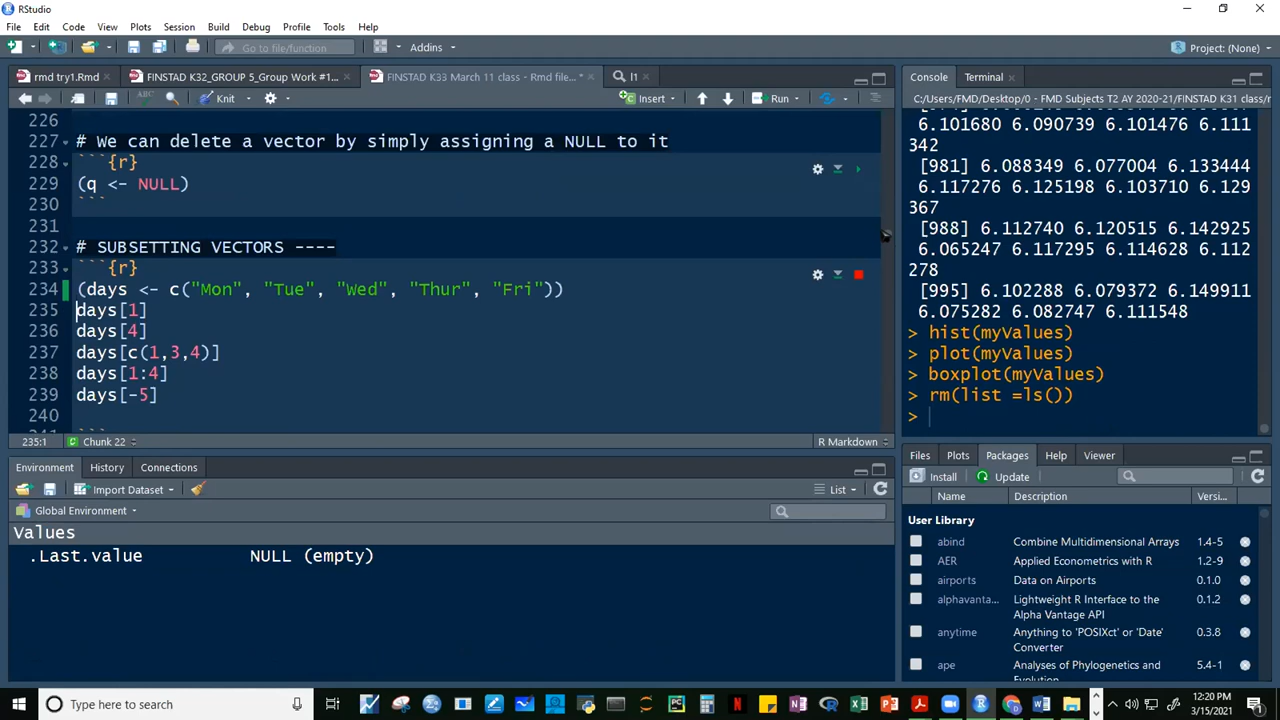 RStudio
File Edit Code View Plots Session Build Debug Profile Tools Help
Go to file/function Addins Project: (None)
rmd try1.Rmd FINSTAD K32_GROUP 5_Group Work #1... FINSTAD K33 March 11 class - Rmd file...* l1
Knit Insert Run
226
227 # We can delete a vector by simply assigning a NULL to it
228 ```{r}
229 (q <- NULL)
230 ```
231
232 # SUBSETTING VECTORS ----
233 ```{r}
234 (days <- c("Mon", "Tue", "Wed", "Thur", "Fri"))
235 days[1]
236 days[4]
237 days[c(1,3,4)]
238 days[1:4]
239 days[-5]
240
235:1 Chunk 22 R Markdown
Environment History Connections
Import Dataset List
Global Environment
Values
.Last.value NULL (empty)
Console Terminal
C:/Users/FMD/Desktop/0 - FMD Subjects T2 AY 2020-21/FINSTAD K31 class/r
6.101680 6.090739 6.101476 6.111
342
[981] 6.088349 6.077004 6.133444
6.117276 6.125198 6.103710 6.129
367
[988] 6.112740 6.120515 6.142925
6.065247 6.117295 6.114628 6.112
278
[995] 6.102288 6.079372 6.149911
6.075282 6.082747 6.111548
> hist(myValues)
> plot(myValues)
> boxplot(myValues)
> rm(list =ls())
>
Files Plots Packages Help Viewer
Install Update
Name Description Versi...
User Library
abind Combine Multidimensional Arrays 1.4-5
AER Applied Econometrics with R 1.2-9
airports Data on Airports 0.1.0
alphavanta... Lightweight R Interface to the 0.1.2
Alpha Vantage API
anytime Anything to 'POSIXct' or 'Date' 0.3.8
Converter
ape Analyses of Phylogenetics and 5.4-1
Evolution
Type here to search
12:20 PM
3/15/2021